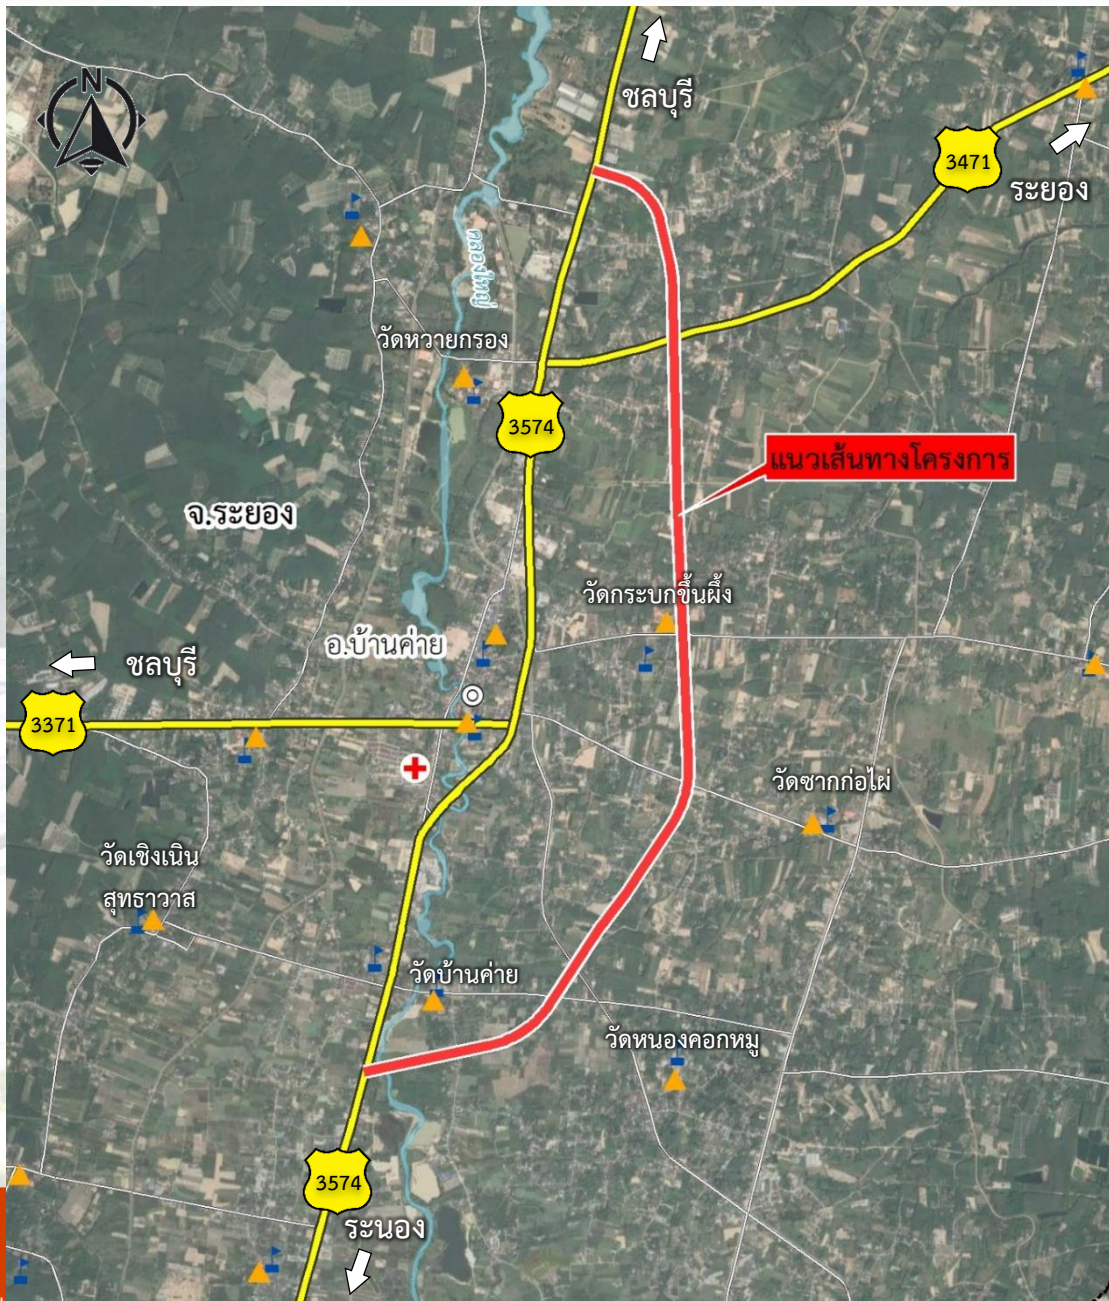 N
ชลบุรี
3471
ระยอง
คลองใหญ่
วัดหวายกรอง
3574
แนวเส้นทางโครงการ
จ.ระยอง
วัดกระบกขึ้นผึ้ง
อ.บ้านค่าย
ชลบุรี
3371
วัดซากก่อไผ่
วัดเชิงเนิน
สุทธาวาส
วัดบ้านค่าย
วัดหนองคอกหมู
3574
ระนอง